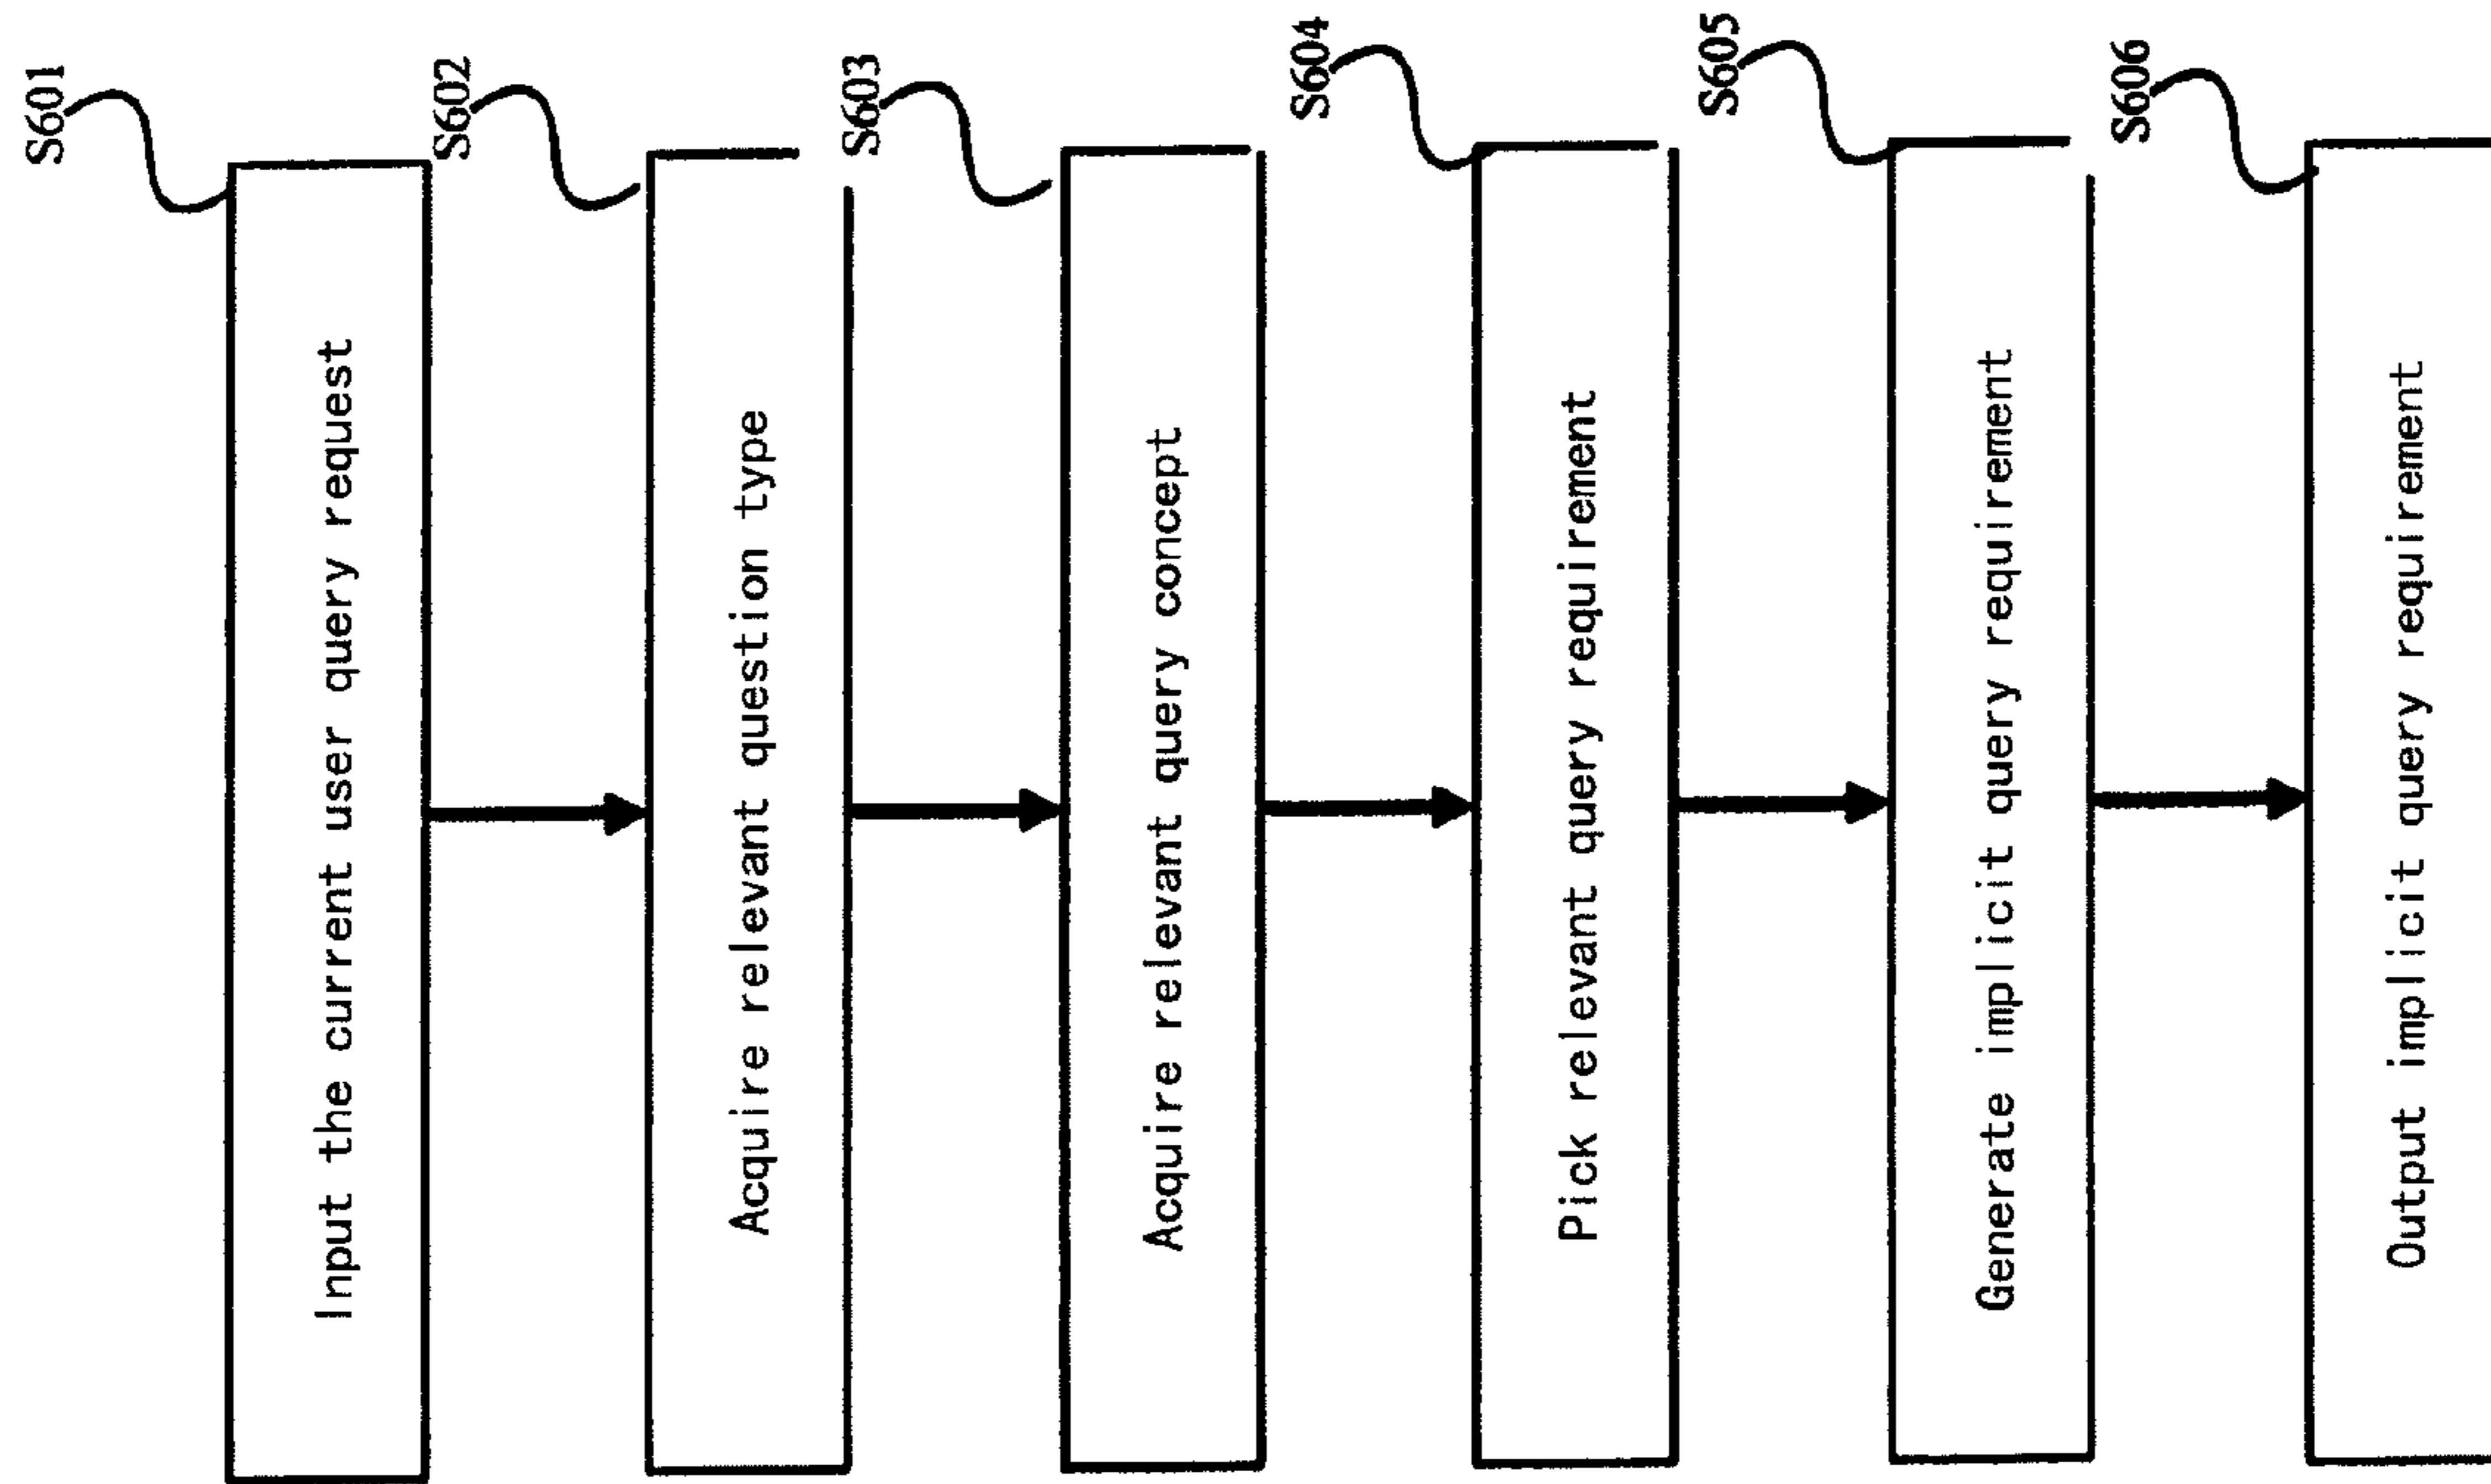 S601
Input the current user query request
S602
Acquire relevant question type
S603
Acquire relevant query concept
S604
Pick relevant query requirement
S605
Generate implicit query requirement
S606
Output implicit query requirement